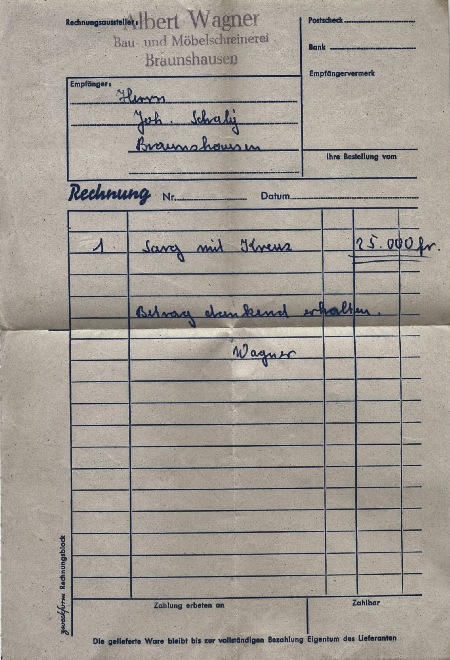 Rechnungsaussteller:
Albert Wagner
Bau- und Möbelschreinerei
Braunshausen
Postscheck
Bank
Empfängervermerk
Ihre Bestellung vom
Empfänger:
Herrn
Joh. Schalij
Braunshausen
Rechnung Nr. Datum
1 Sarg mit Kreuz 25.000 fr.
Betrag dankend erhalten.
Wagner
Rechnungsblock
Zahlung erbeten an Zahlbar
Die gelieferte Ware bleibt bis zur vollständigen Bezahlung Eigentum des Lieferanten